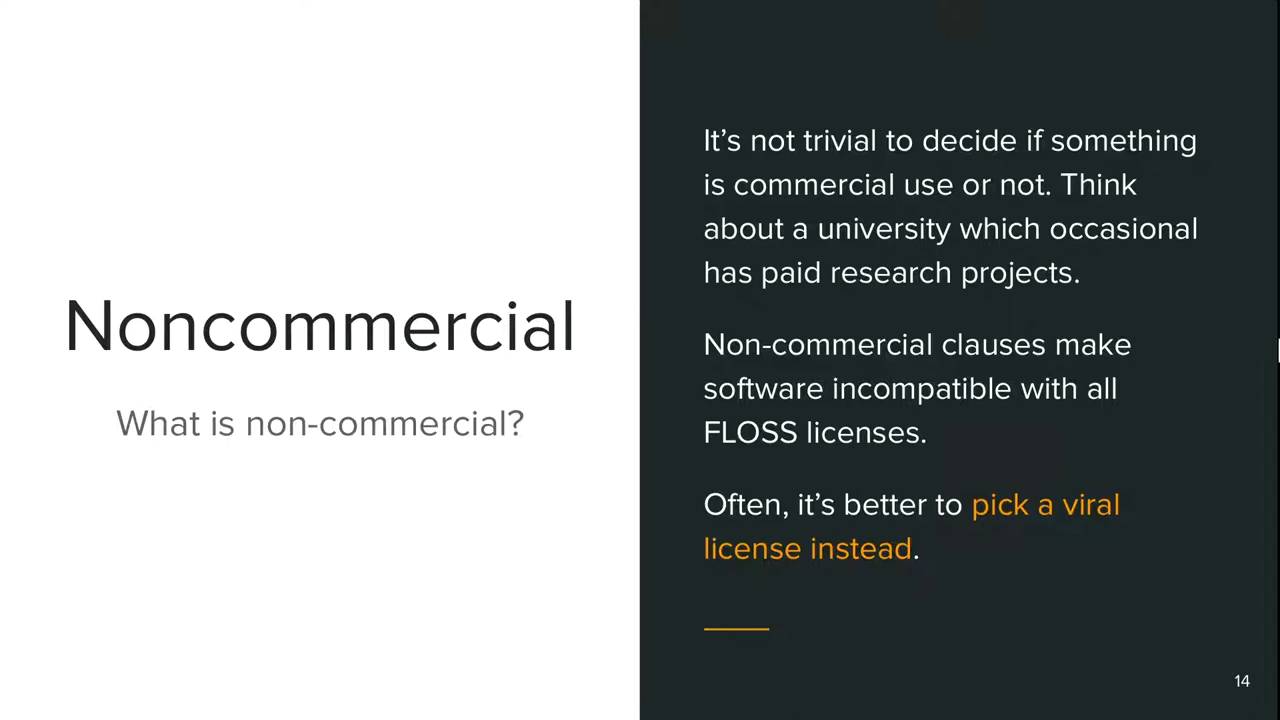 Noncommercial
What is non-commercial?
It’s not trivial to decide if something
is commercial use or not. Think
about a university which occasional
has paid research projects.
Non-commercial clauses make
software incompatible with all
FLOSS licenses.
Often, it’s better to pick a viral
license instead.
14